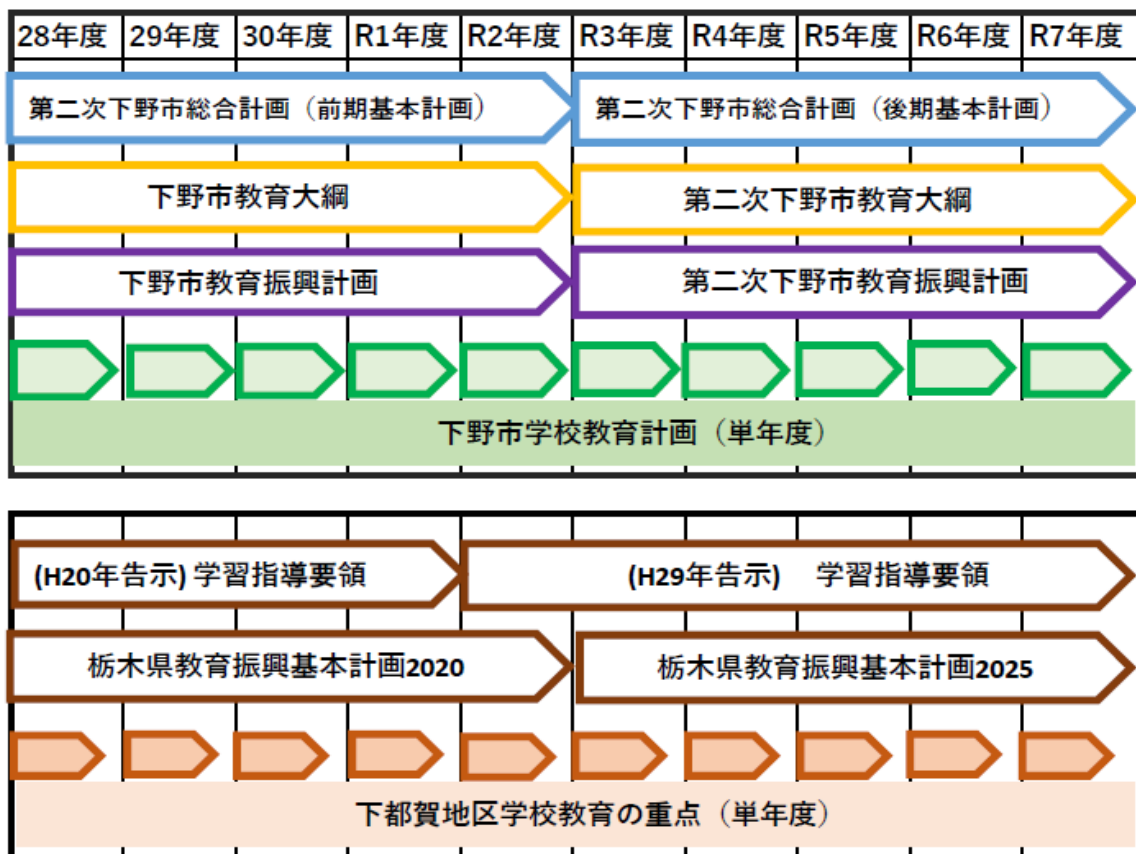 28年度 29年度 30年度 R1年度 R2年度 R3年度 R4年度 R5年度 R6年度 R7年度
第二次下野市総合計画（前期基本計画） 第二次下野市総合計画（後期基本計画）
下野市教育大綱 第二次下野市教育大綱
下野市教育振興計画 第二次下野市教育振興計画
下野市学校教育計画（単年度）
(H20年告示) 学習指導要領 (H29年告示) 学習指導要領
栃木県教育振興基本計画2020 栃木県教育振興基本計画2025
下都賀地区学校教育の重点（単年度）